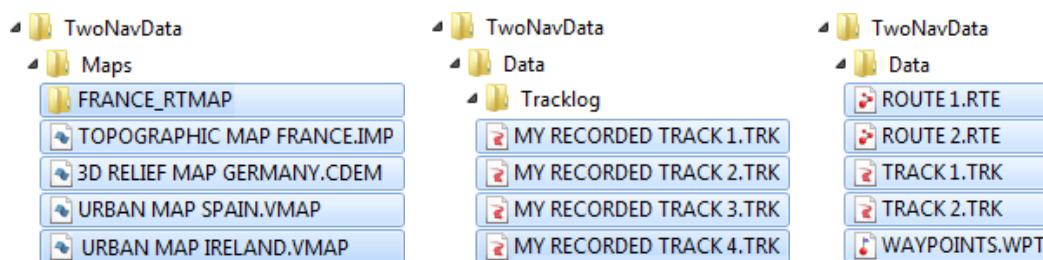 TwoNavData
Maps
FRANCE_RTMAP
TOPOGRAPHIC MAP FRANCE.IMP
3D RELIEF MAP GERMANY.CDEM
URBAN MAP SPAIN.VMAP
URBAN MAP IRELAND.VMAP
TwoNavData
Data
Tracklog
MY RECORDED TRACK 1.TRK
MY RECORDED TRACK 2.TRK
MY RECORDED TRACK 3.TRK
MY RECORDED TRACK 4.TRK
TwoNavData
Data
ROUTE 1.RTE
ROUTE 2.RTE
TRACK 1.TRK
TRACK 2.TRK
WAYPOINTS.WPT